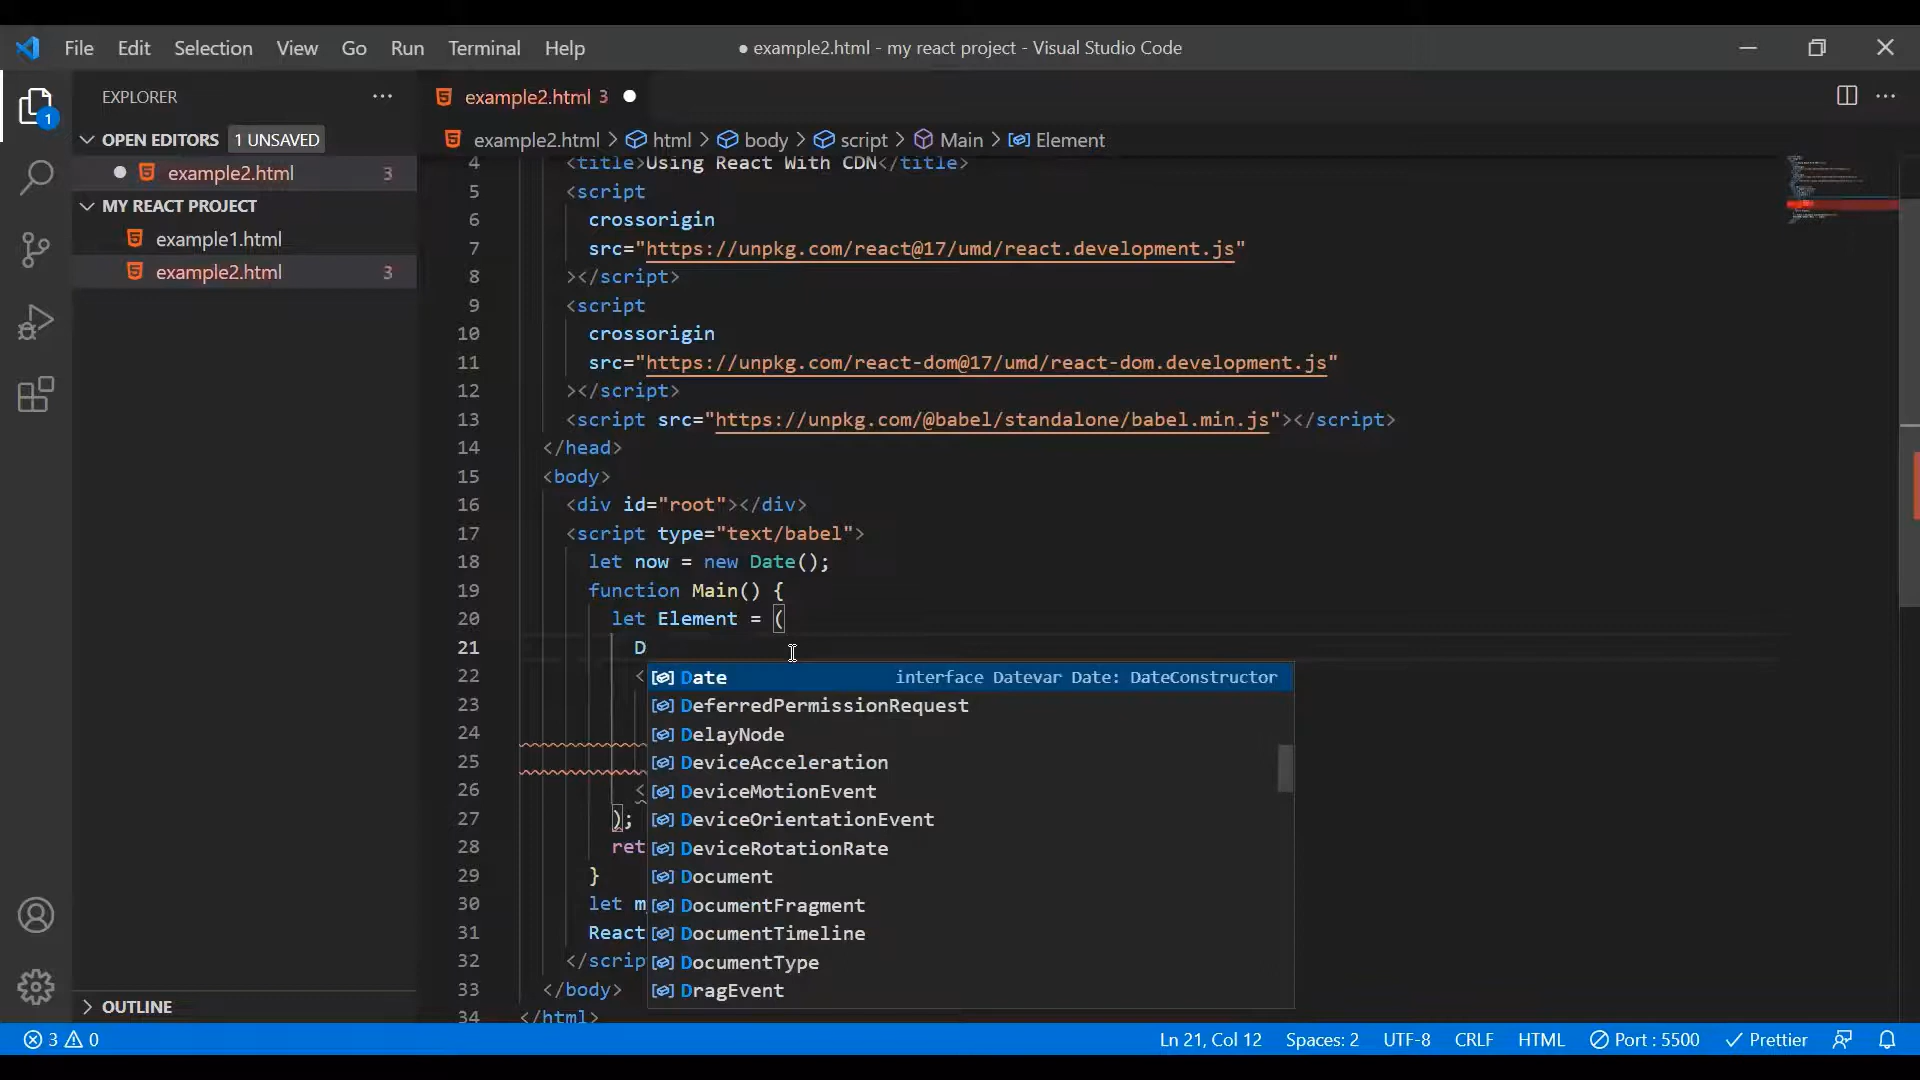 File Edit Selection View Go Run Terminal Help ● example2.html - my react project - Visual Studio Code
EXPLORER ···
OPEN EDITORS 1 UNSAVED
example2.html 3
MY REACT PROJECT
example1.html
example2.html 3
OUTLINE
1
example2.html 3
example2.html > html > body > script > Main > Element
4 <title>Using React With CDN</title>
5 <script
6 crossorigin
7 src="https://unpkg.com/react@17/umd/react.development.js"
8 ></script>
9 <script
10 crossorigin
11 src="https://unpkg.com/react-dom@17/umd/react-dom.development.js"
12 ></script>
13 <script src="https://unpkg.com/@babel/standalone/babel.min.js"></script>
14 </head>
15 <body>
16 <div id="root"></div>
17 <script type="text/babel">
18 let now = new Date();
19 function Main() {
20 let Element = (
21 D
22 <
23
24
25
26 <
27 );
28 ret
29 }
30 let m
31 React
32 </scrip
33 </body>
34 </html>
Date interface Datevar Date: DateConstructor
DeferredPermissionRequest
DelayNode
DeviceAcceleration
DeviceMotionEvent
DeviceOrientationEvent
DeviceRotationRate
Document
DocumentFragment
DocumentTimeline
DocumentType
DragEvent
3 0 Ln 21, Col 12 Spaces: 2 UTF-8 CRLF HTML Port : 5500 Prettier